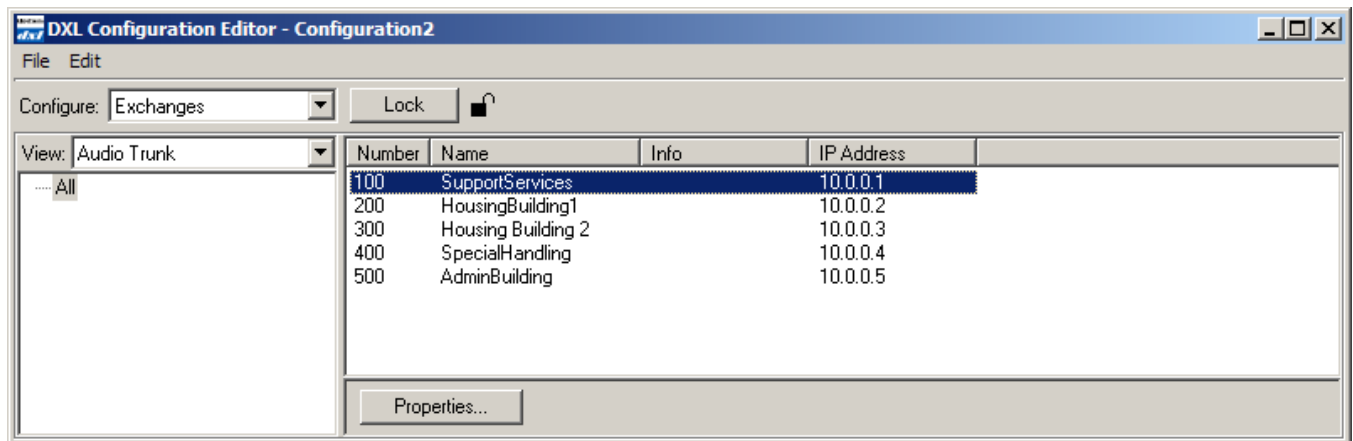 DXL Configuration Editor - Configuration2
File Edit
Configure: Exchanges Lock
View: Audio Trunk Number Name Info IP Address
All
100 SupportServices 10.0.0.1
200 HousingBuilding1 10.0.0.2
300 Housing Building 2 10.0.0.3
400 SpecialHandling 10.0.0.4
500 AdminBuilding 10.0.0.5
Properties...